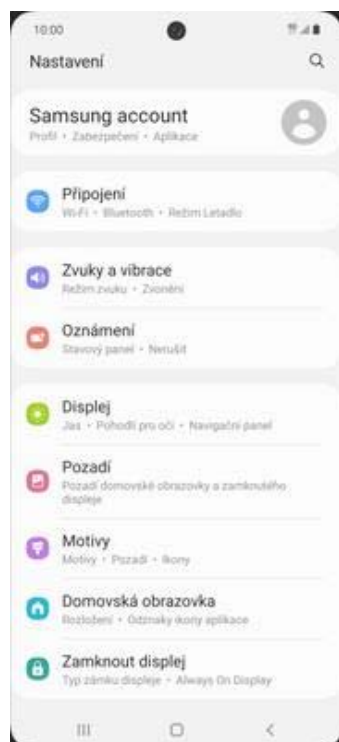 10:00
Nastavení
Samsung account
Profil • Zabezpečení • Aplikace
Připojení
Wi-Fi • Bluetooth • Režim Letadlo
Zvuky a vibrace
Režim zvuku • Zvonění
Oznámení
Stavový panel • Nerušit
Displej
Jas • Pohodlí pro oči • Navigační panel
Pozadí
Pozadí domovské obrazovky a zamknutého
displeje
Motivy
Motivy • Pozadí • Ikony
Domovská obrazovka
Rozložení • Odznaky ikony aplikace
Zamknout displej
Typ zámku displeje • Always On Display